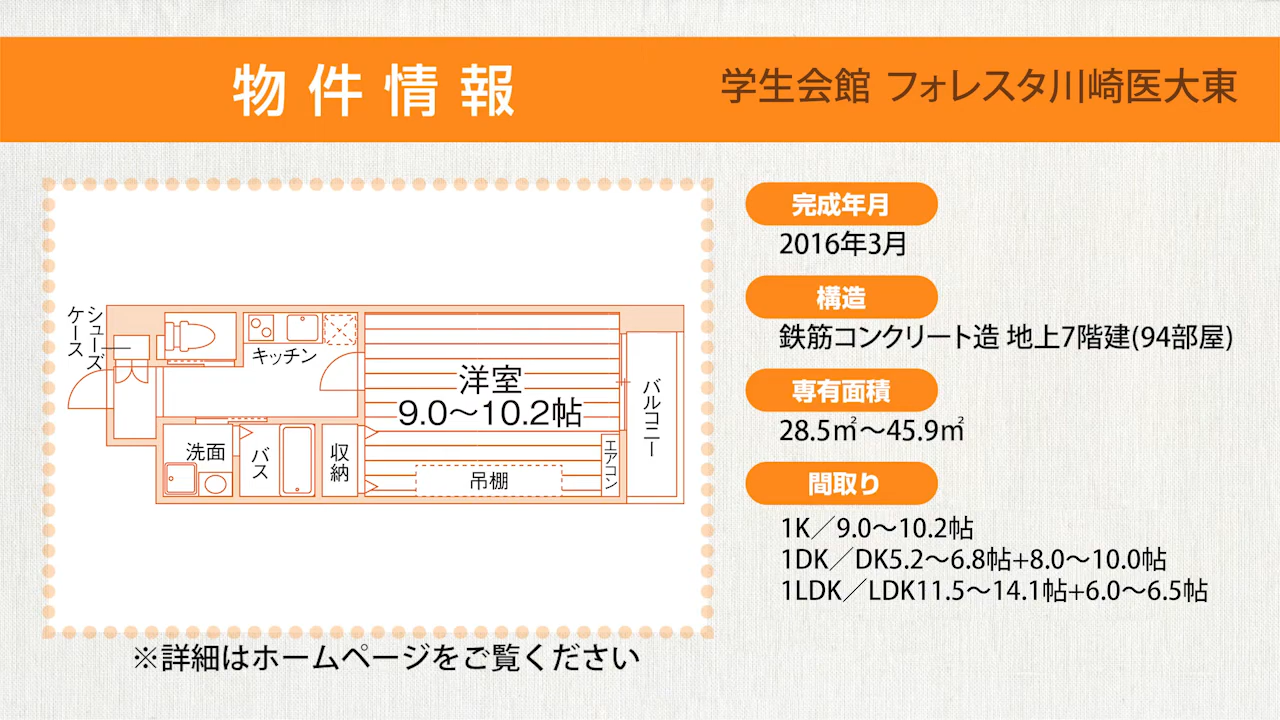 物件情報
学生会館 フォレスタ川崎医大東
シューズ
ケース
キッチン
洋室
9.0～10.2帖
バルコニー
洗面
バス
収納
エアコン
吊棚
※詳細はホームページをご覧ください
完成年月
2016年3月
構造
鉄筋コンクリート造 地上7階建(94部屋)
専有面積
28.5㎡～45.9㎡
間取り
1K／9.0～10.2帖
1DK／DK5.2～6.8帖+8.0～10.0帖
1LDK／LDK11.5～14.1帖+6.0～6.5帖